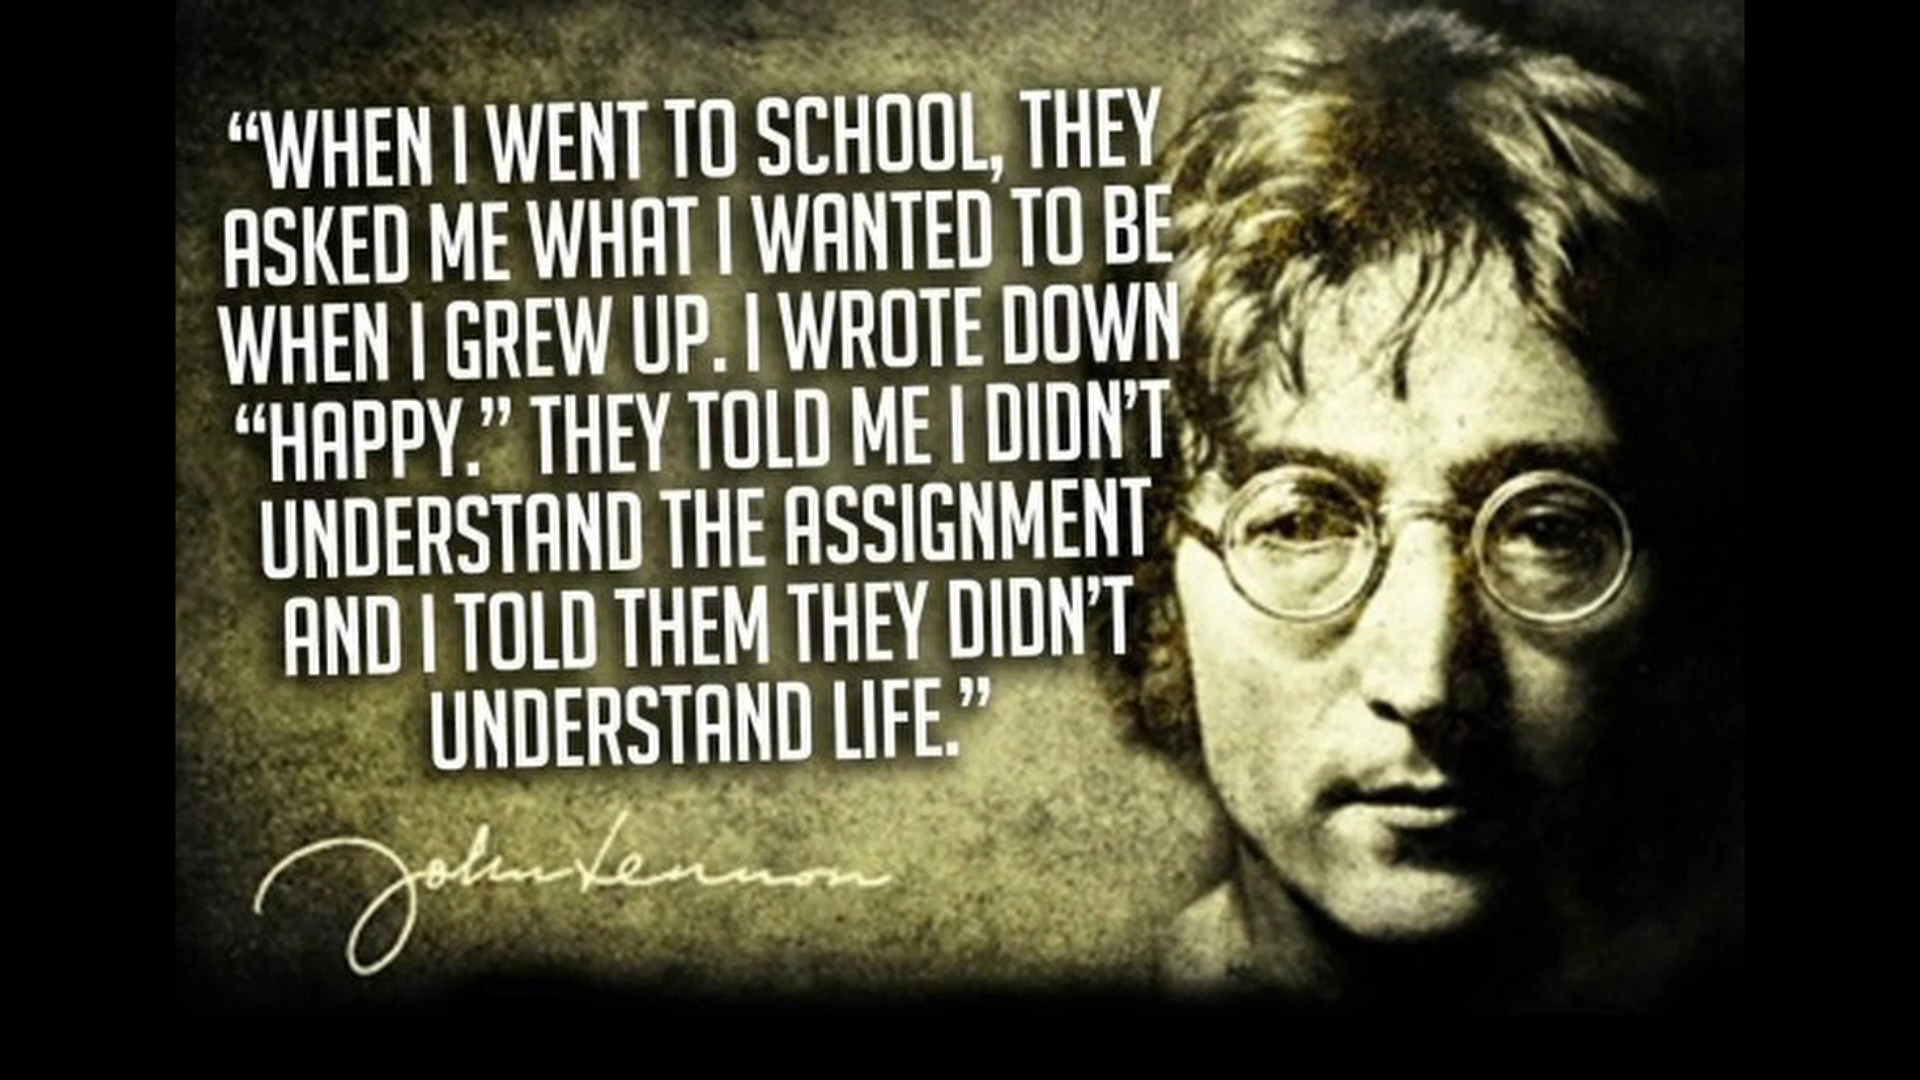 “WHEN I WENT TO SCHOOL, THEY
ASKED ME WHAT I WANTED TO BE
WHEN I GREW UP. I WROTE DOWN
“HAPPY.” THEY TOLD ME I DIDN’T
UNDERSTAND THE ASSIGNMENT
AND I TOLD THEM THEY DIDN’T
UNDERSTAND LIFE.”
John Lennon